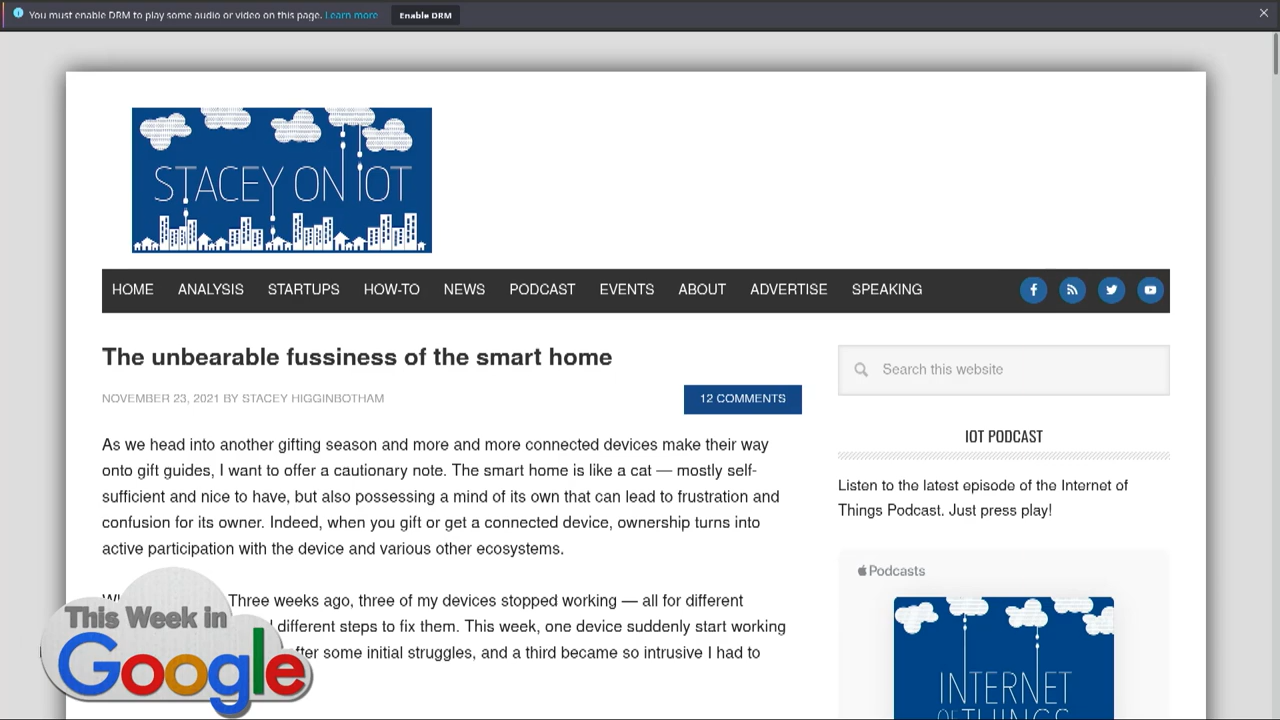 You must enable DRM to play some audio or video on this page. Learn more Enable DRM
STACEY ON IOT
HOME ANALYSIS STARTUPS HOW-TO NEWS PODCAST EVENTS ABOUT ADVERTISE SPEAKING
The unbearable fussiness of the smart home
NOVEMBER 23, 2021 BY STACEY HIGGINBOTHAM
12 COMMENTS
As we head into another gifting season and more and more connected devices make their way
onto gift guides, I want to offer a cautionary note. The smart home is like a cat — mostly self-
sufficient and nice to have, but also possessing a mind of its own that can lead to frustration and
confusion for its owner. Indeed, when you gift or get a connected device, ownership turns into
active participation with the device and various other ecosystems.
Three weeks ago, three of my devices stopped working — all for different
different steps to fix them. This week, one device suddenly start working
some initial struggles, and a third became so intrusive I had to
Search this website
IOT PODCAST
Listen to the latest episode of the Internet of
Things Podcast. Just press play!
Podcasts
INTERNET
OF THINGS
This Week in
Google